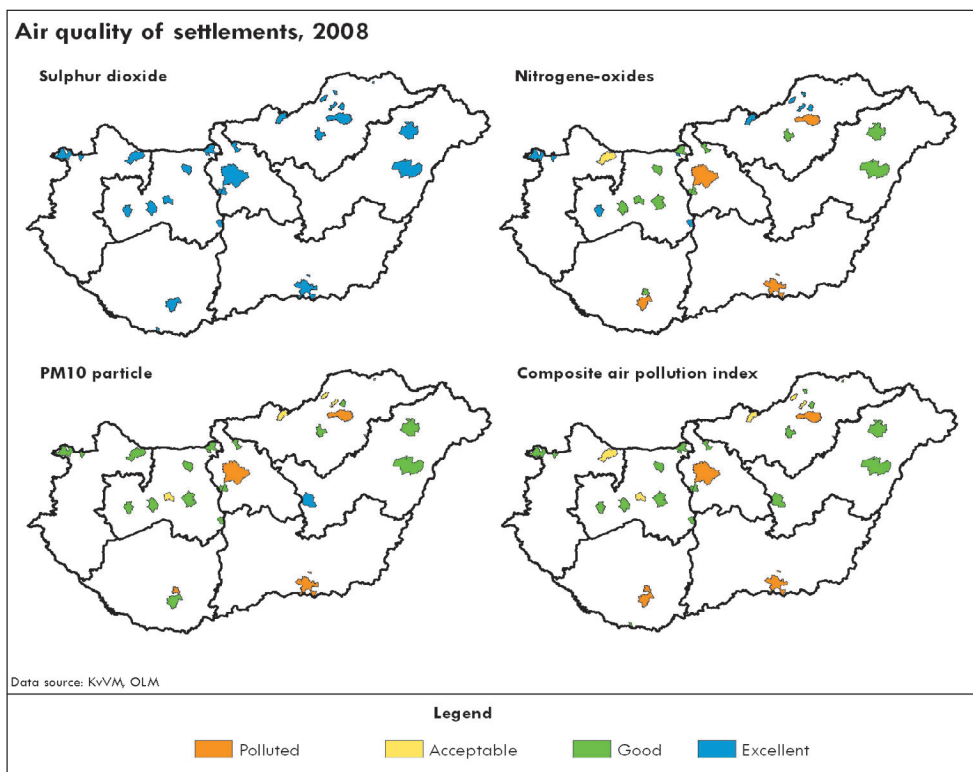 Air quality of settlements, 2008
Sulphur dioxide
Nitrogene-oxides
PM10 particle
Composite air pollution index
Data source: KvVM, OLM
Legend
Polluted
Acceptable
Good
Excellent